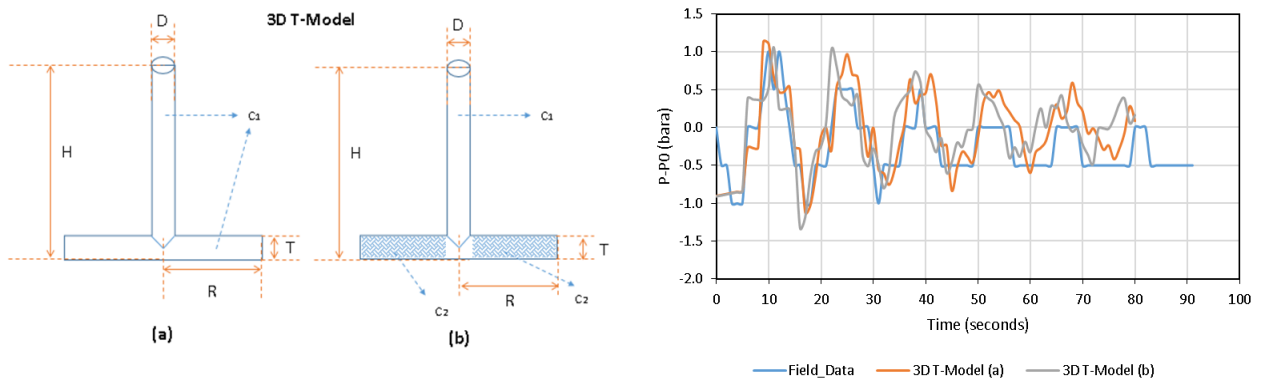 3D T-Model
D
D
C1
C1
H
H
T
T
R
R
C2
C2
(a)
(b)
P-P0 (bara)
1.5
1.0
0.5
0.0
-0.5
-1.0
-1.5
-2.0
0 10 20 30 40 50 60 70 80 90 100
Time (seconds)
Field_Data 3D T-Model (a) 3D T-Model (b)